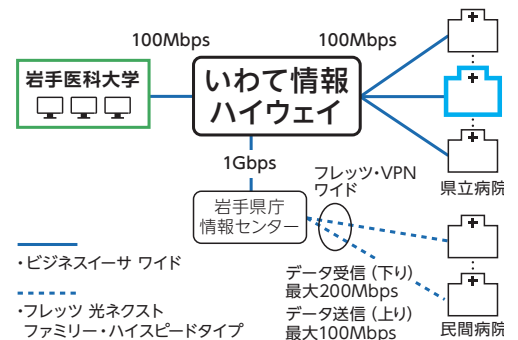 100Mbps
100Mbps
岩手医科大学
いわて情報
ハイウェイ
1Gbps
フレッツ・VPN
ワイド
県立病院
岩手県庁
情報センター
・ビジネスイーサ ワイド
データ受信（下り）
最大200Mbps
データ送信（上り）
最大100Mbps
・フレッツ 光ネクスト
ファミリー・ハイスピードタイプ
民間病院